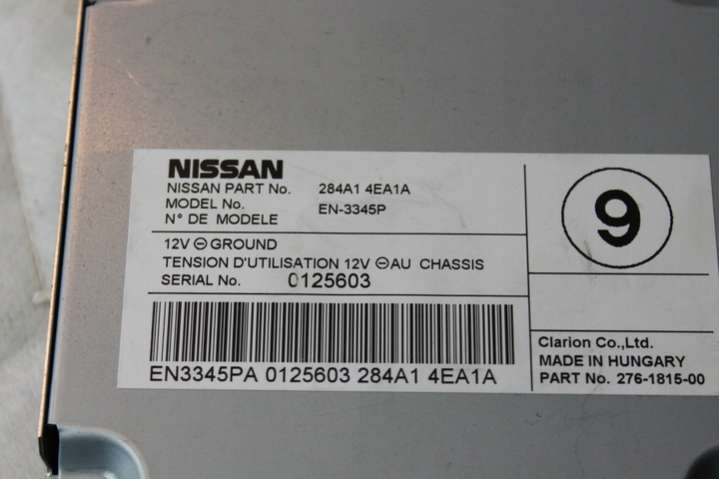 NISSAN
NISSAN PART No. 284A1 4EA1A
MODEL No. EN-3345P
N° DE MODELE
12V ⊖ GROUND
TENSION D'UTILISATION 12V ⊖ AU CHASSIS
SERIAL No. 0125603
EN3345PA 0125603 284A1 4EA1A
9
Clarion Co.,Ltd.
MADE IN HUNGARY
PART No. 276-1815-00